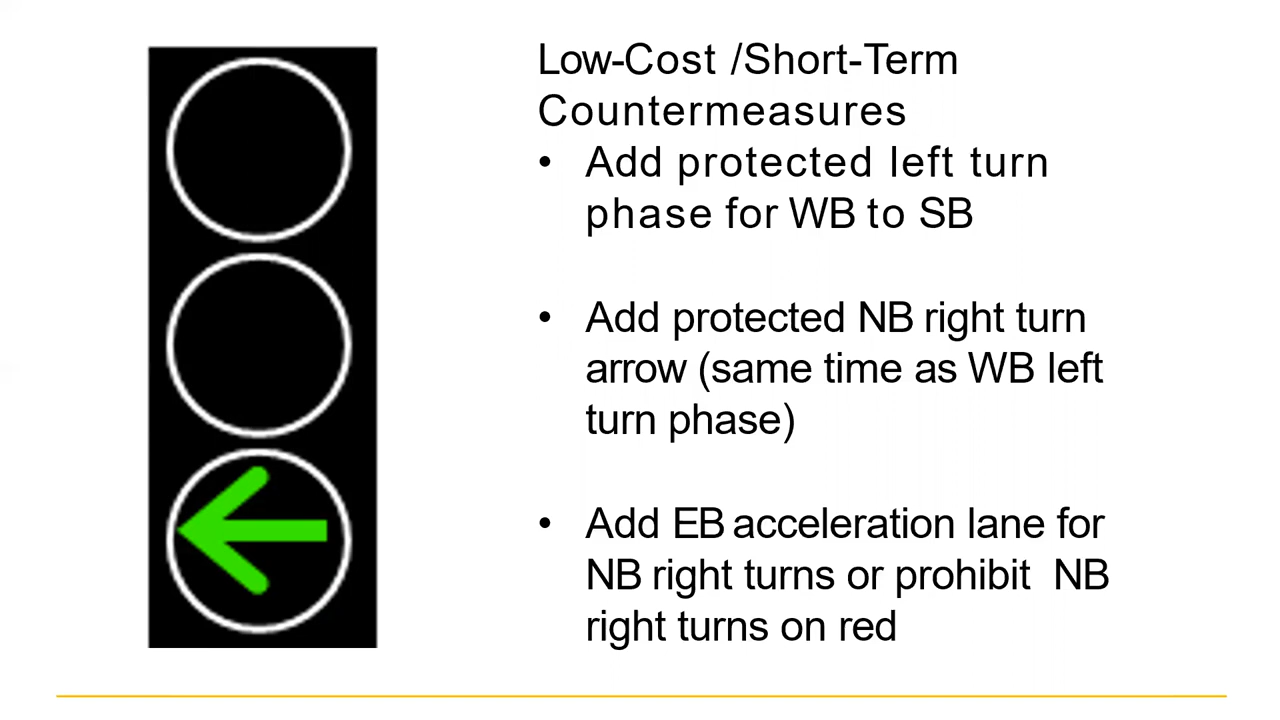 Low-Cost /Short-Term
Countermeasures
• Add protected left turn
phase for WB to SB
• Add protected NB right turn
arrow (same time as WB left
turn phase)
• Add EB acceleration lane for
NB right turns or prohibit  NB
right turns on red